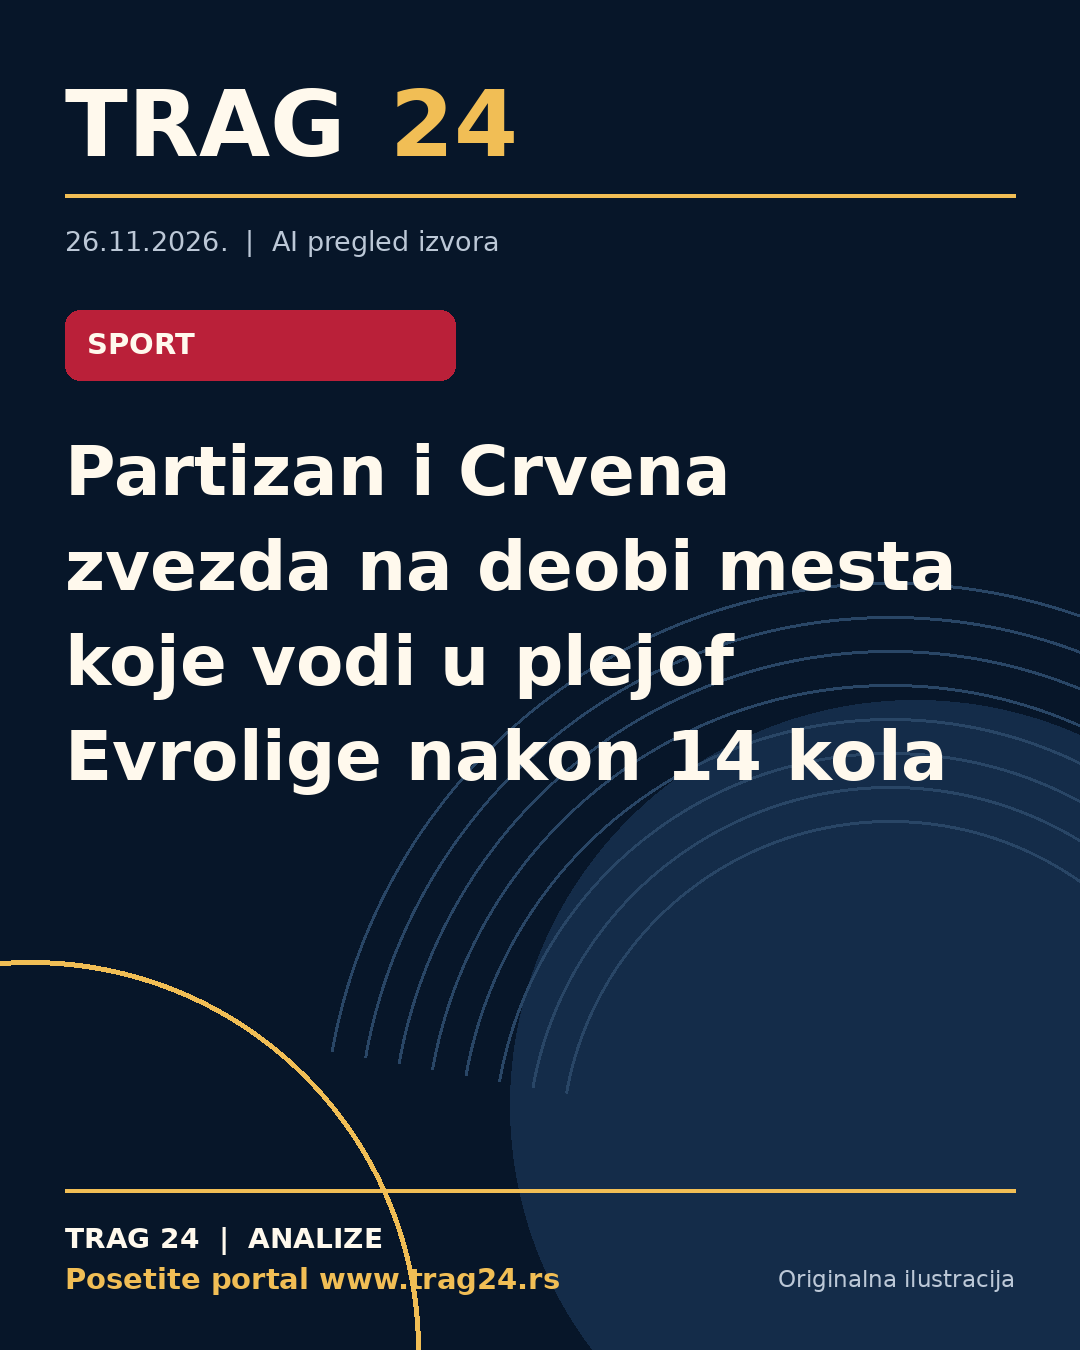 TRAG 24
26.11.2026. | AI pregled izvora
SPORT
Partizan i Crvena
zvezda na deobi mesta
koje vodi u plejof
Evrolige nakon 14 kola
TRAG 24 | ANALIZE
Posetite portal www.trag24.rs
Originalna ilustracija